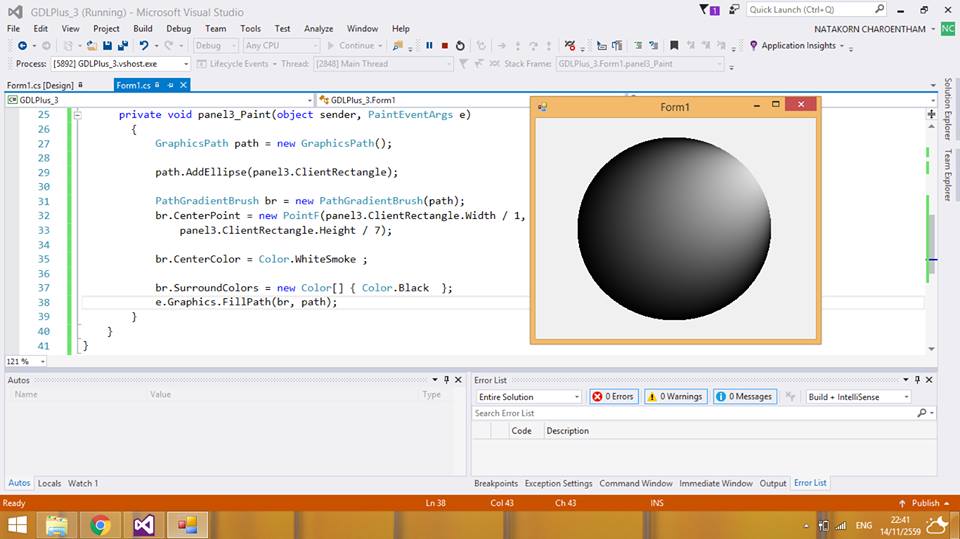 GDLPlus_3 (Running) - Microsoft Visual Studio
1
Quick Launch (Ctrl+Q)
File Edit View Project Build Debug Team Tools Test Analyze Window Help
NATAKORN CHAROENTHAM NC
Debug Any CPU Continue Application Insights
Process: [5892] GDLPlus_3.vshost.exe Lifecycle Events Thread: [2848] Main Thread Stack Frame: GDLPlus_3.Form1.panel3_Paint
Form1.cs [Design] Form1.cs
GDLPlus_3 GDLPlus_3.Form1
25 private void panel3_Paint(object sender, PaintEventArgs e)
26 {
27 GraphicsPath path = new GraphicsPath();
28
29 path.AddEllipse(panel3.ClientRectangle);
30
31 PathGradientBrush br = new PathGradientBrush(path);
32 br.CenterPoint = new PointF(panel3.ClientRectangle.Width / 1,
33 panel3.ClientRectangle.Height / 7);
34
35 br.CenterColor = Color.WhiteSmoke ;
36
37 br.SurroundColors = new Color[] { Color.Black };
38 e.Graphics.FillPath(br, path);
39 }
40 }
41 }
121 %
Form1
Solution Explorer
Team Explorer
Autos
Name Value Type
Autos Locals Watch 1
Error List
Entire Solution 0 Errors 0 Warnings 0 Messages Build + IntelliSense
Search Error List
Code Description
Breakpoints Exception Settings Command Window Immediate Window Output Error List
Ready Ln 38 Col 43 Ch 43 INS Publish
ENG
22:41
14/11/2559